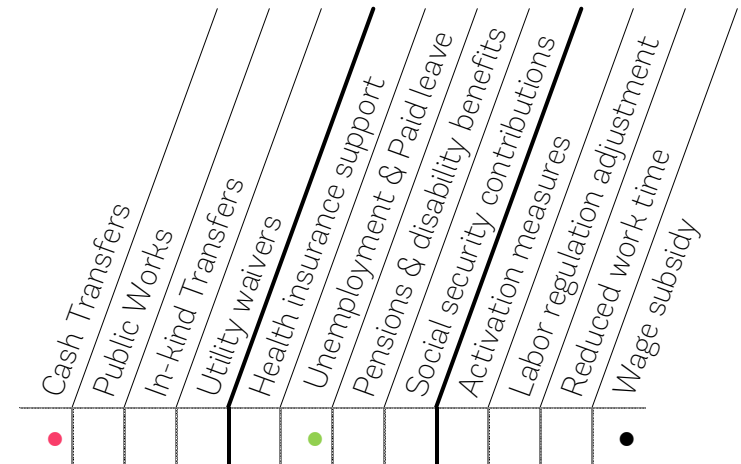 Cash Transfers
Public Works
In-kind Transfers
Utility waivers
Health insurance support
Unemployment & Paid leave
Pensions & disability benefits
Social security contributions
Activation measures
Labor regulation adjustment
Reduced work time
Wage subsidy